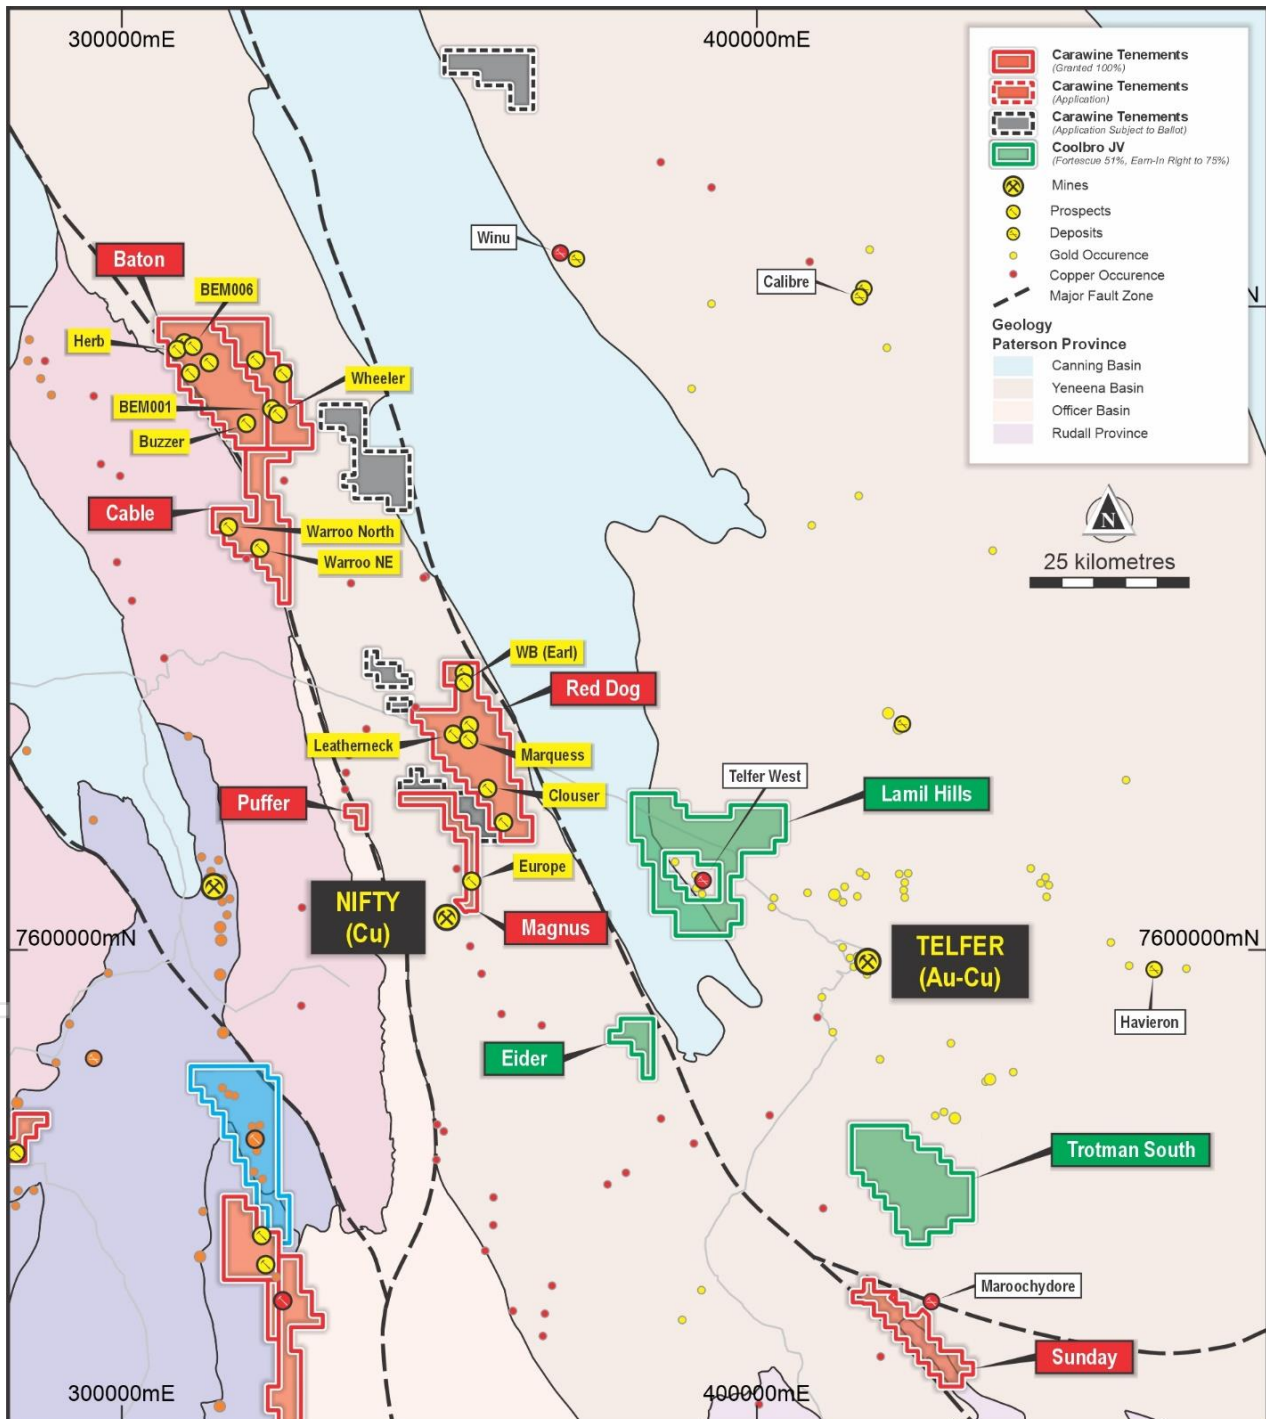 300000mE
400000mE
Carawine Tenements
(Granted 100%)
Carawine Tenements
(Application)
Carawine Tenements
(Application Subject to Ballot)
Coolbro JV
(Fortescue 51%, Earn-In Right to 75%)
Mines
Prospects
Deposits
Gold Occurence
Copper Occurence
Major Fault Zone
Geology
Paterson Province
Canning Basin
Yeneena Basin
Officer Basin
Rudall Province
Winu
Baton
Calibre
BEM006
N
Herb
Wheeler
BEM001
Buzzer
Cable
Warroo North
Warroo NE
N
25 kilometres
WB (Earl)
Red Dog
Leatherneck
Marquess
Telfer West
Clouser
Lamil Hills
Puffer
Europe
NIFTY
(Cu)
Magnus
7600000mN
7600000mN
TELFER
(Au-Cu)
Havieron
Eider
Trotman South
Maroochydore
Sunday
300000mE
400000mE